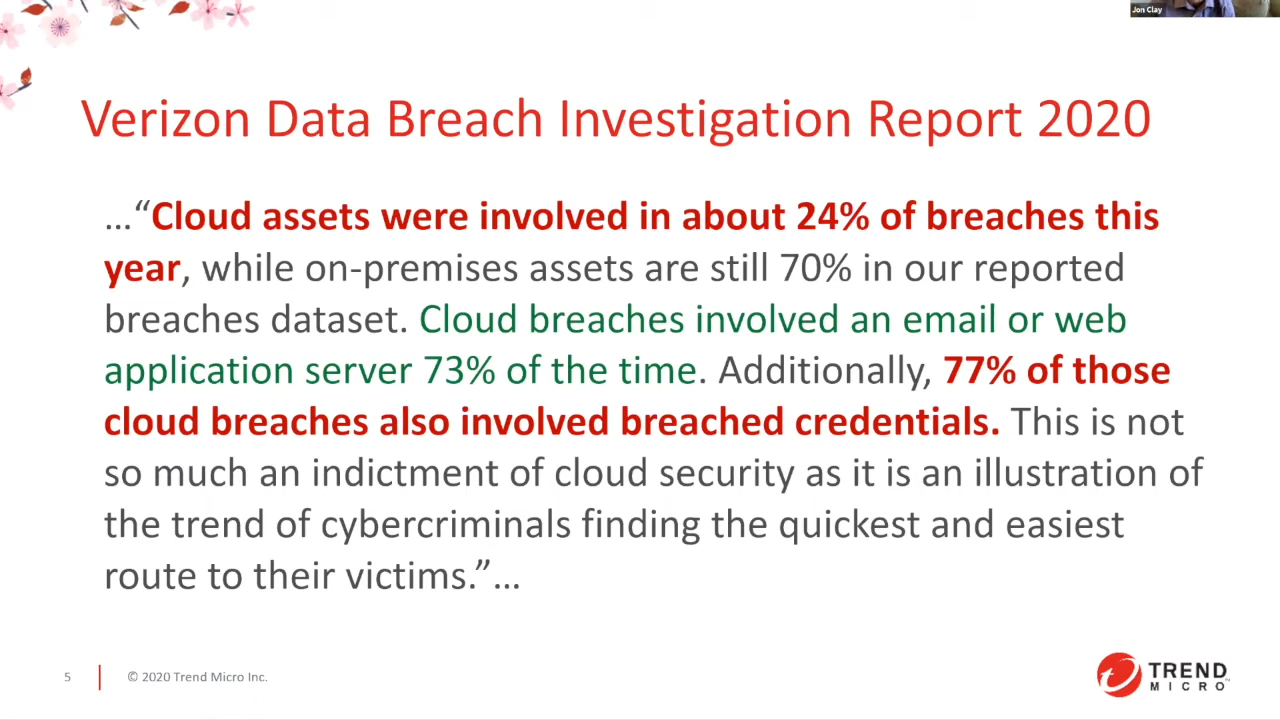 Jon Clay
Verizon Data Breach Investigation Report 2020
…“Cloud assets were involved in about 24% of breaches this
year, while on-premises assets are still 70% in our reported
breaches dataset. Cloud breaches involved an email or web
application server 73% of the time. Additionally, 77% of those
cloud breaches also involved breached credentials. This is not
so much an indictment of cloud security as it is an illustration of
the trend of cybercriminals finding the quickest and easiest
route to their victims.”…
5
© 2020 Trend Micro Inc.
TREND
MICRO™